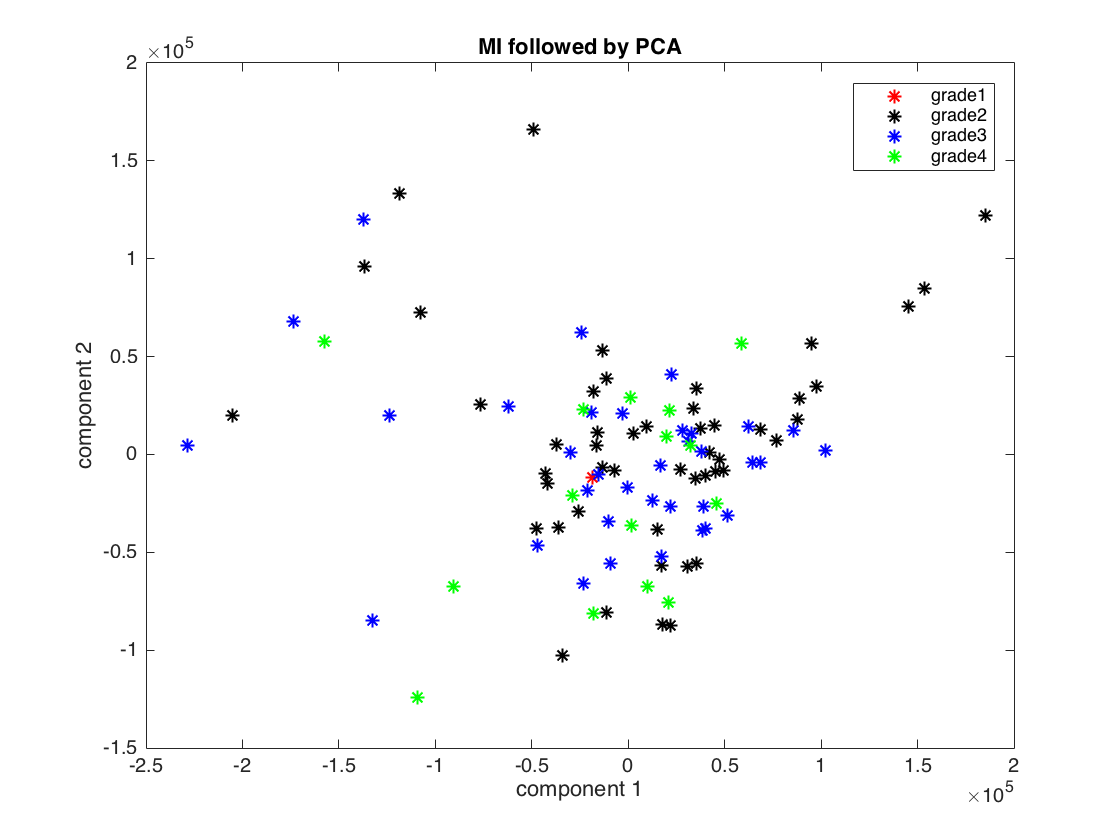 MI followed by PCA
×10^5
2
1.5
1
0.5
0
-0.5
-1
-1.5
component 2
grade1
grade2
grade3
grade4
-2.5 -2 -1.5 -1 -0.5 0 0.5 1 1.5 2
component 1
×10^5